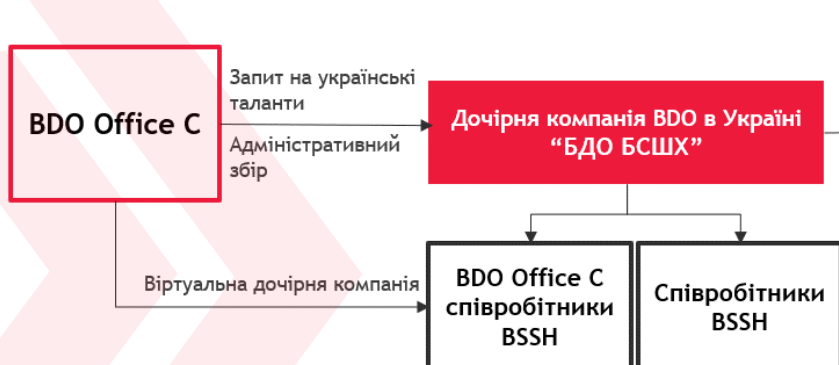 BDO Office C
Запит на українські
таланти
Адміністративний
збір
Дочірня компанія BDO в Україні
“БДО БСШХ”
Віртуальна дочірня компанія
BDO Office C
співробітники
BSSH
Співробітники
BSSH